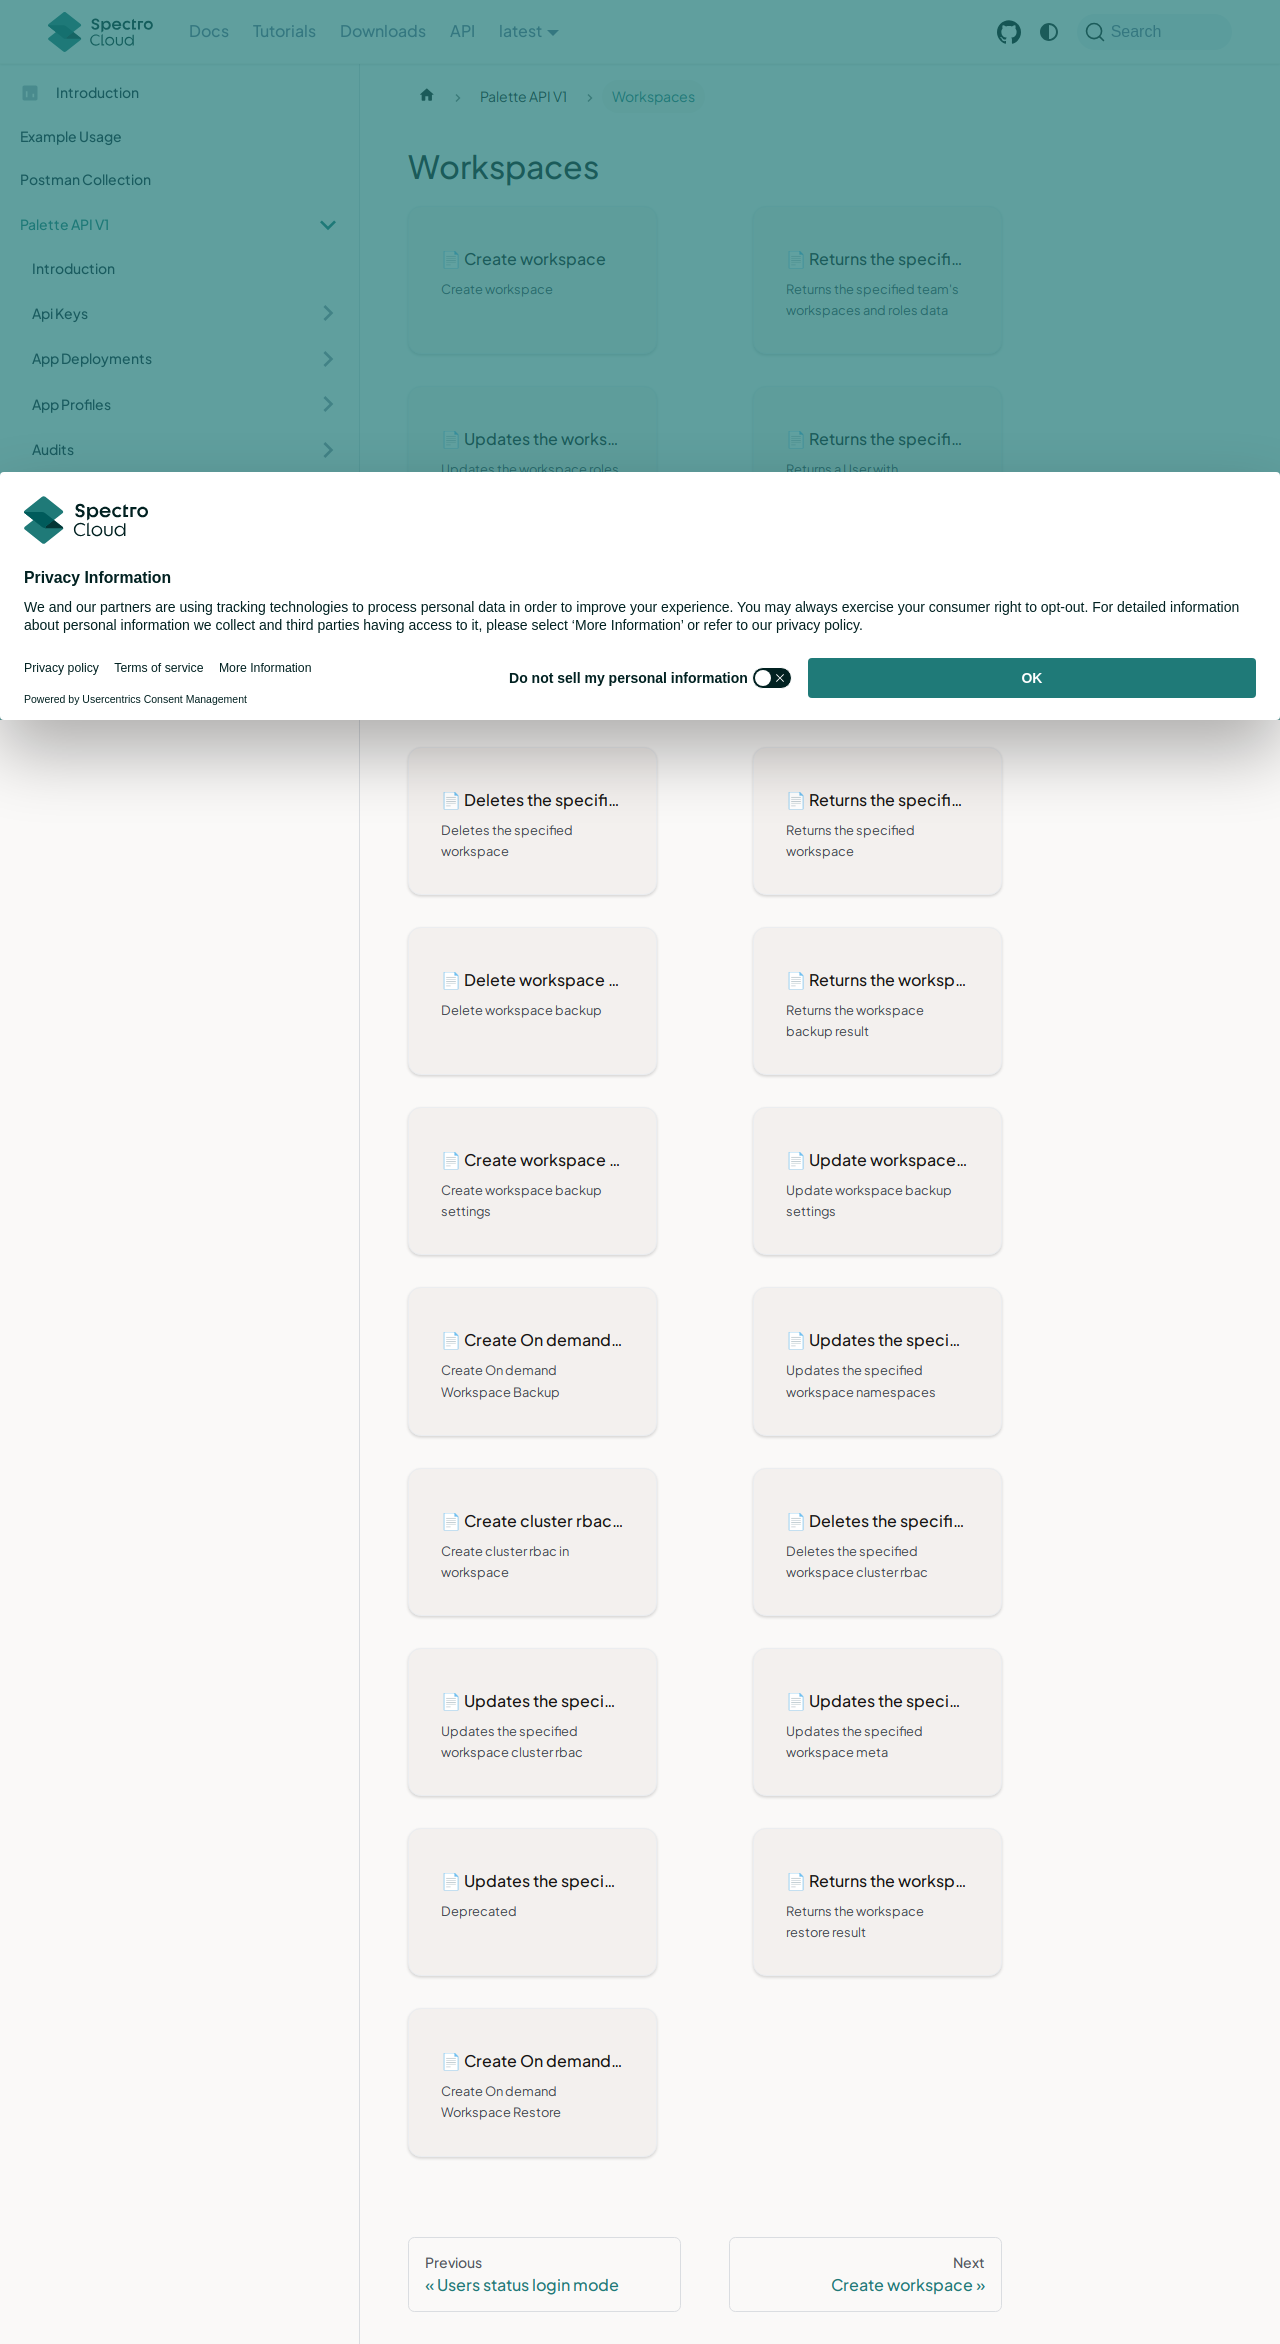 Spectro
Cloud
Docs
Tutorials
Downloads
API
latest
Search
Introduction
Example Usage
Postman Collection
Palette API V1
Introduction
Api Keys
App Deployments
App Profiles
Audits
Palette API V1
Workspaces
Workspaces
Create workspace
Create workspace
Returns the specifi…
Returns the specified team's
workspaces and roles data
Updates the works…
Updates the workspace roles
Returns the specifi…
Returns a User with
Spectro
Cloud
Privacy Information
We and our partners are using tracking technologies to process personal data in order to improve your experience. You may always exercise your consumer right to opt-out. For detailed information
about personal information we collect and third parties having access to it, please select ‘More Information’ or refer to our privacy policy.
Privacy policy
Terms of service
More Information
Powered by Usercentrics Consent Management
Do not sell my personal information
OK
Deletes the specifi…
Deletes the specified
workspace
Returns the specifi…
Returns the specified
workspace
Delete workspace …
Delete workspace backup
Returns the worksp…
Returns the workspace
backup result
Create workspace …
Create workspace backup
settings
Update workspace…
Update workspace backup
settings
Create On demand…
Create On demand
Workspace Backup
Updates the speci…
Updates the specified
workspace namespaces
Create cluster rbac…
Create cluster rbac in
workspace
Deletes the specifi…
Deletes the specified
workspace cluster rbac
Updates the speci…
Updates the specified
workspace cluster rbac
Updates the speci…
Updates the specified
workspace meta
Updates the speci…
Deprecated
Returns the worksp…
Returns the workspace
restore result
Create On demand…
Create On demand
Workspace Restore
Previous
« Users status login mode
Next
Create workspace »